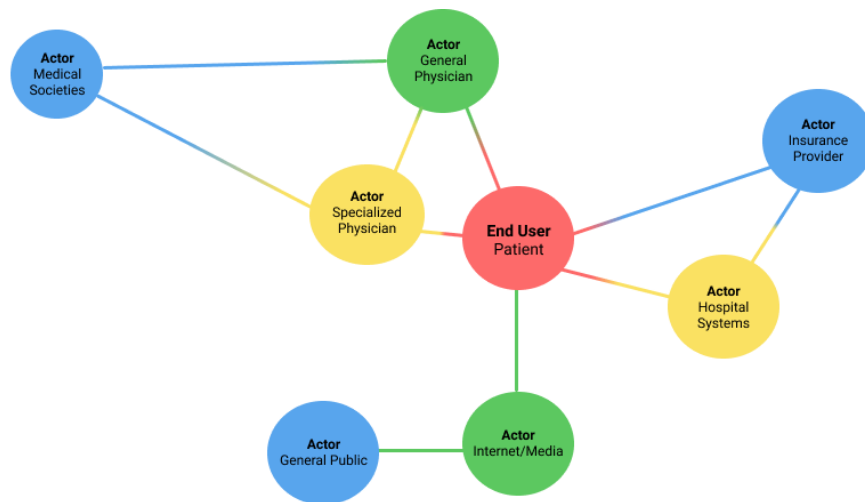 Actor
Medical
Societies
Actor
General
Physician
Actor
Insurance
Provider
Actor
Specialized
Physician
End User
Patient
Actor
Hospital
Systems
Actor
General Public
Actor
Internet/Media